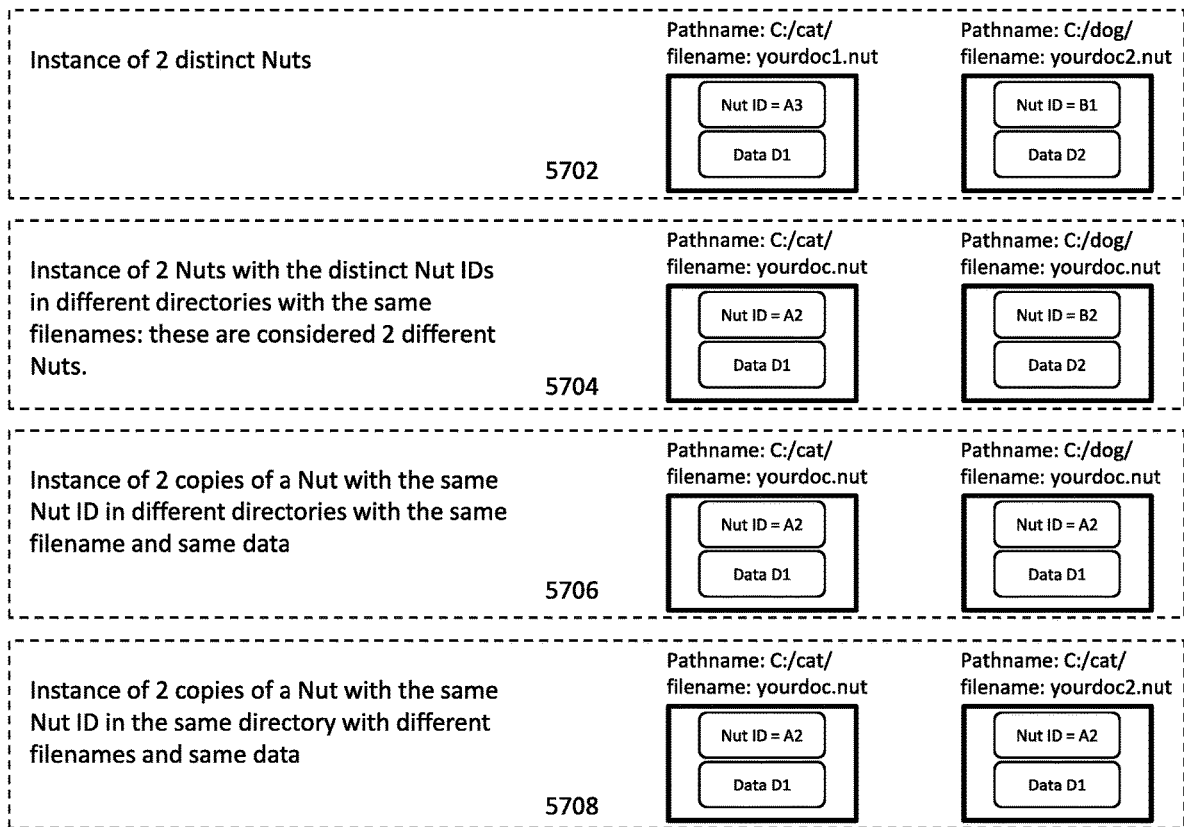 Instance of 2 distinct Nuts
5702
Pathname: C:/cat/
filename: yourdoc1.nut
Nut ID = A3
Data D1
Pathname: C:/dog/
filename: yourdoc2.nut
Nut ID = B1
Data D2
Instance of 2 Nuts with the distinct Nut IDs
in different directories with the same
filenames: these are considered 2 different
Nuts.
5704
Pathname: C:/cat/
filename: yourdoc.nut
Nut ID = A2
Data D1
Pathname: C:/dog/
filename: yourdoc.nut
Nut ID = B2
Data D2
Instance of 2 copies of a Nut with the same
Nut ID in different directories with the same
filename and same data
5706
Pathname: C:/cat/
filename: yourdoc.nut
Nut ID = A2
Data D1
Pathname: C:/dog/
filename: yourdoc.nut
Nut ID = A2
Data D1
Instance of 2 copies of a Nut with the same
Nut ID in the same directory with different
filenames and same data
5708
Pathname: C:/cat/
filename: yourdoc.nut
Nut ID = A2
Data D1
Pathname: C:/cat/
filename: yourdoc2.nut
Nut ID = A2
Data D1